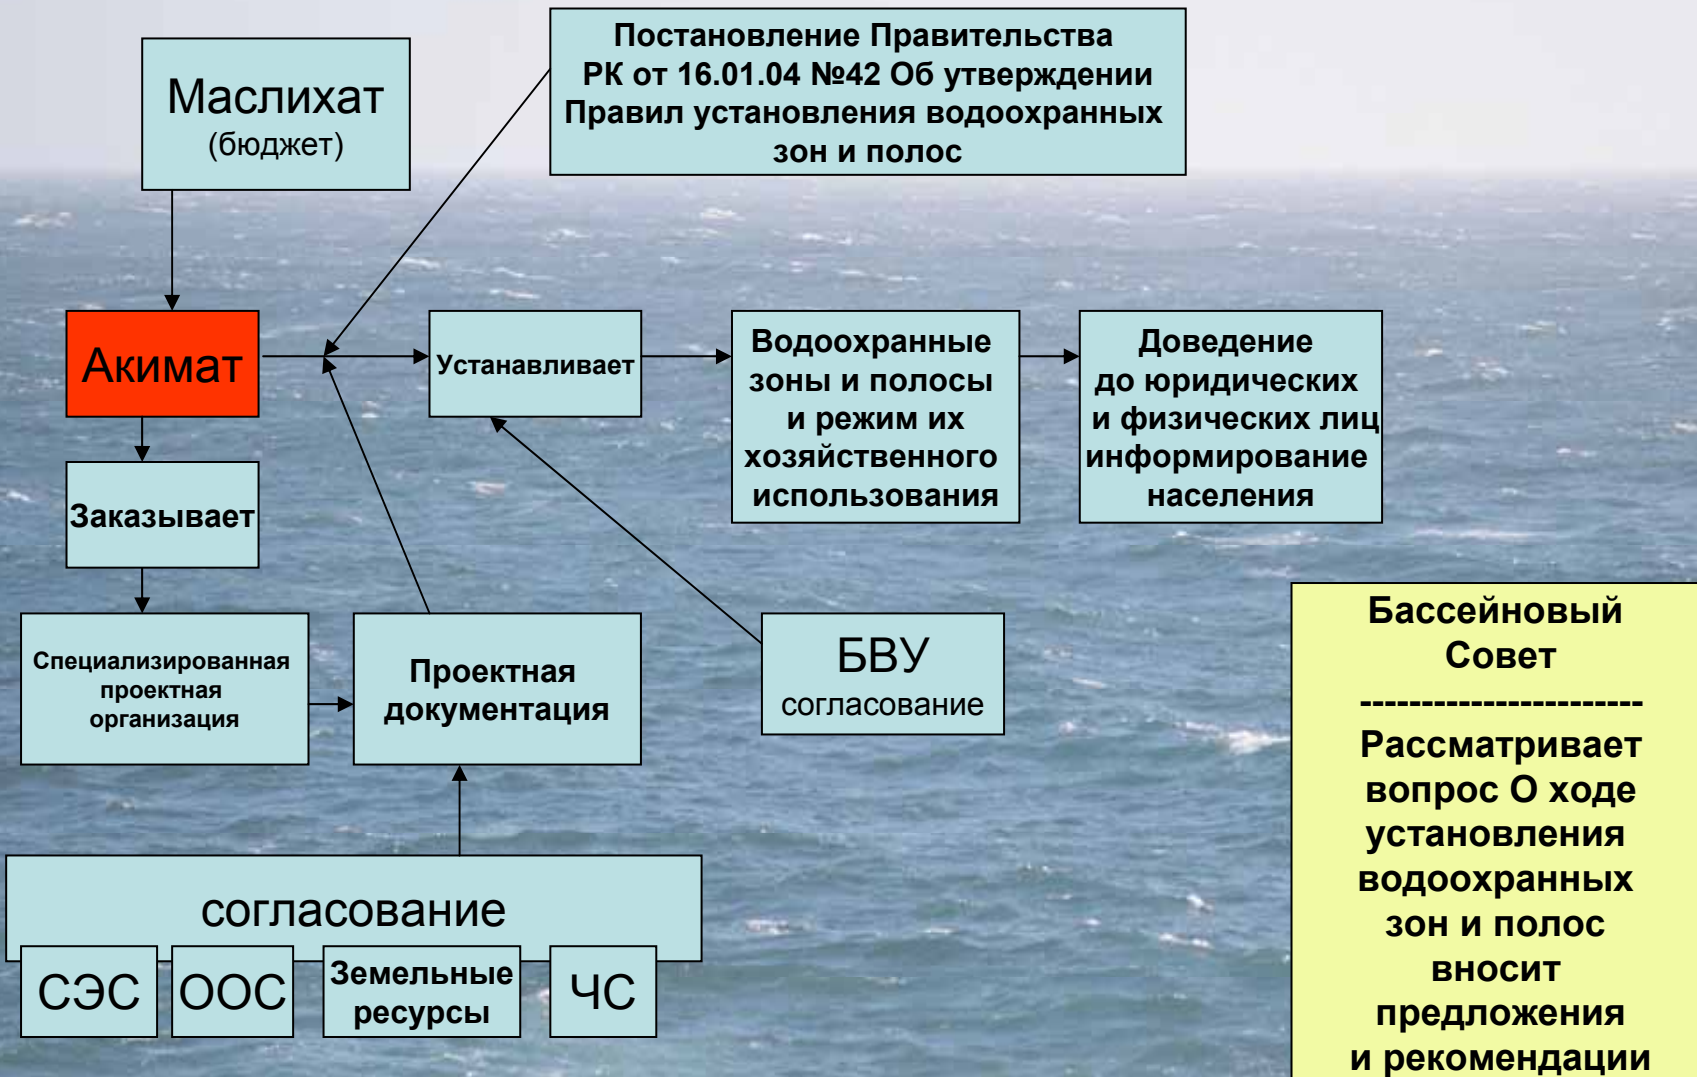 Постановление Правительства
РК от 16.01.04 №42 Об утверждении
Правил установления водоохранных
зон и полос
Маслихат
(бюджет)
Акимат
Устанавливает
Водоохранные
зоны и полосы
и режим их
хозяйственного
использования
Доведение
до юридических
и физических лиц
информирование
населения
Заказывает
Специализированная
проектная
организация
Проектная
документация
БВУ
согласование
согласование
СЭС
ООС
Земельные
ресурсы
ЧС
Бассейновый
Совет
-----------------------
Рассматривает
вопрос О ходе
установления
водоохранных
зон и полос
вносит
предложения
и рекомендации